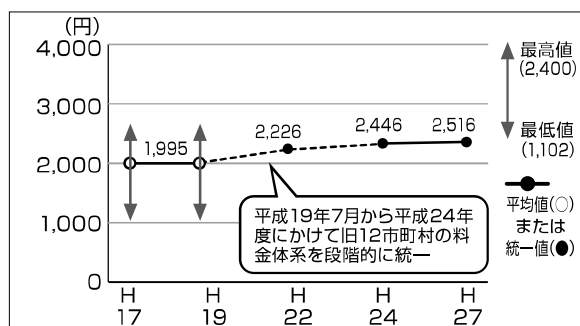 (円)
4,000
3,000
2,000
1,000
0
1,995
2,226
2,446
2,516
平成19年7月から平成24年
度にかけて旧12市町村の料
金体系を段階的に統一
H
17
H
19
H
22
H
24
H
27
最高値
(2,400)
最低値
(1,102)
平均値(○)
または
統一値(●)